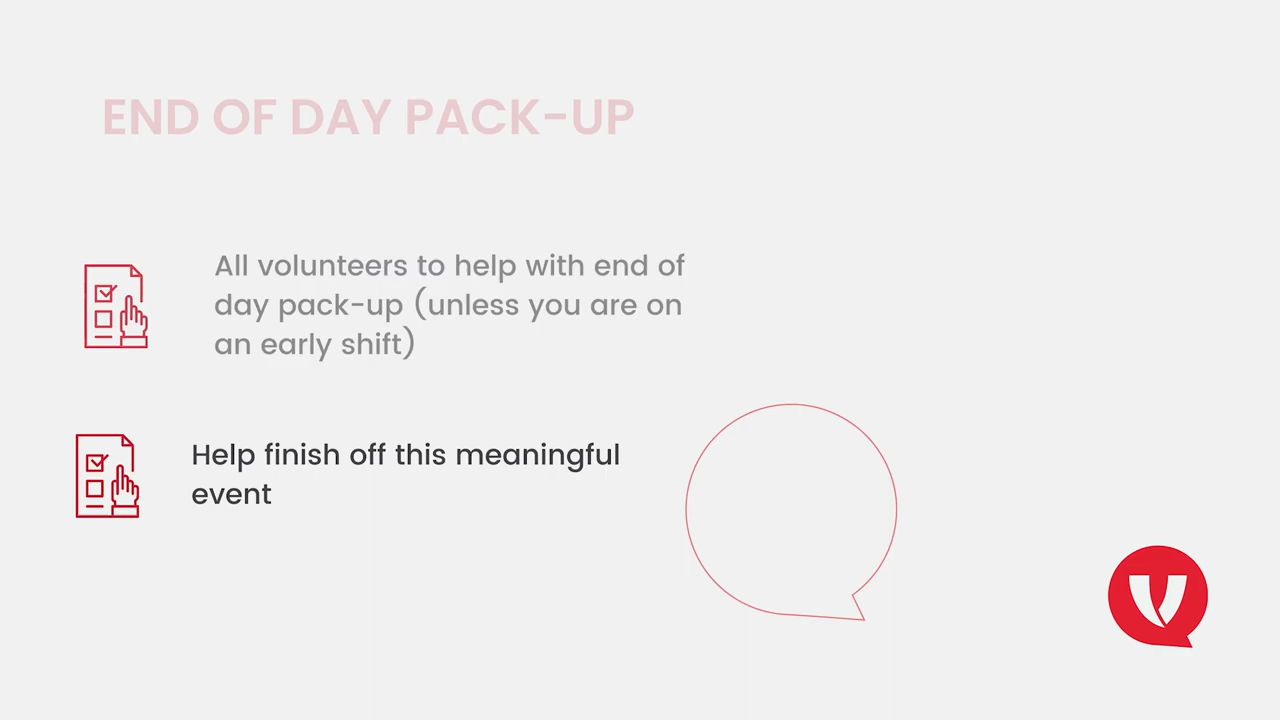 END OF DAY PACK-UP
All volunteers to help with end of
day pack-up (unless you are on
an early shift)
Help finish off this meaningful
event